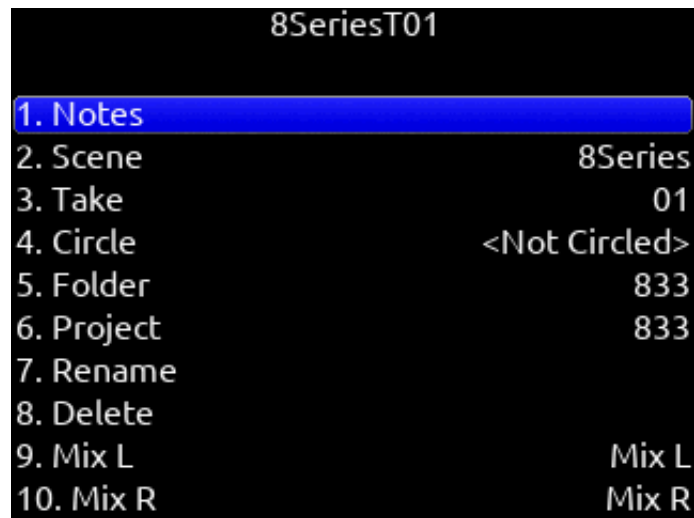 8SeriesT01
1. Notes
2. Scene 8Series
3. Take 01
4. Circle <Not Circled>
5. Folder 833
6. Project 833
7. Rename
8. Delete
9. Mix L Mix L
10. Mix R Mix R